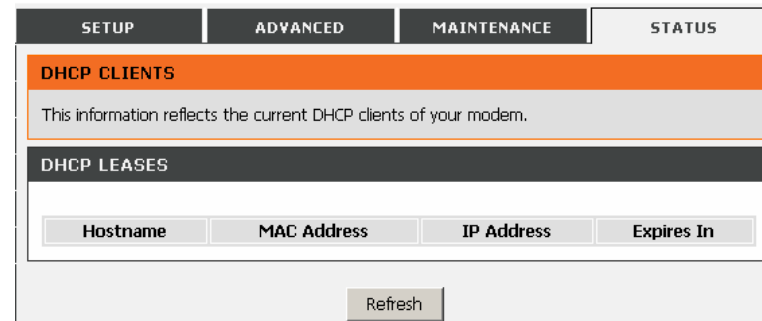 SETUP ADVANCED MAINTENANCE STATUS
DHCP CLIENTS
This information reflects the current DHCP clients of your modem.
DHCP LEASES
Hostname MAC Address IP Address Expires In
Refresh